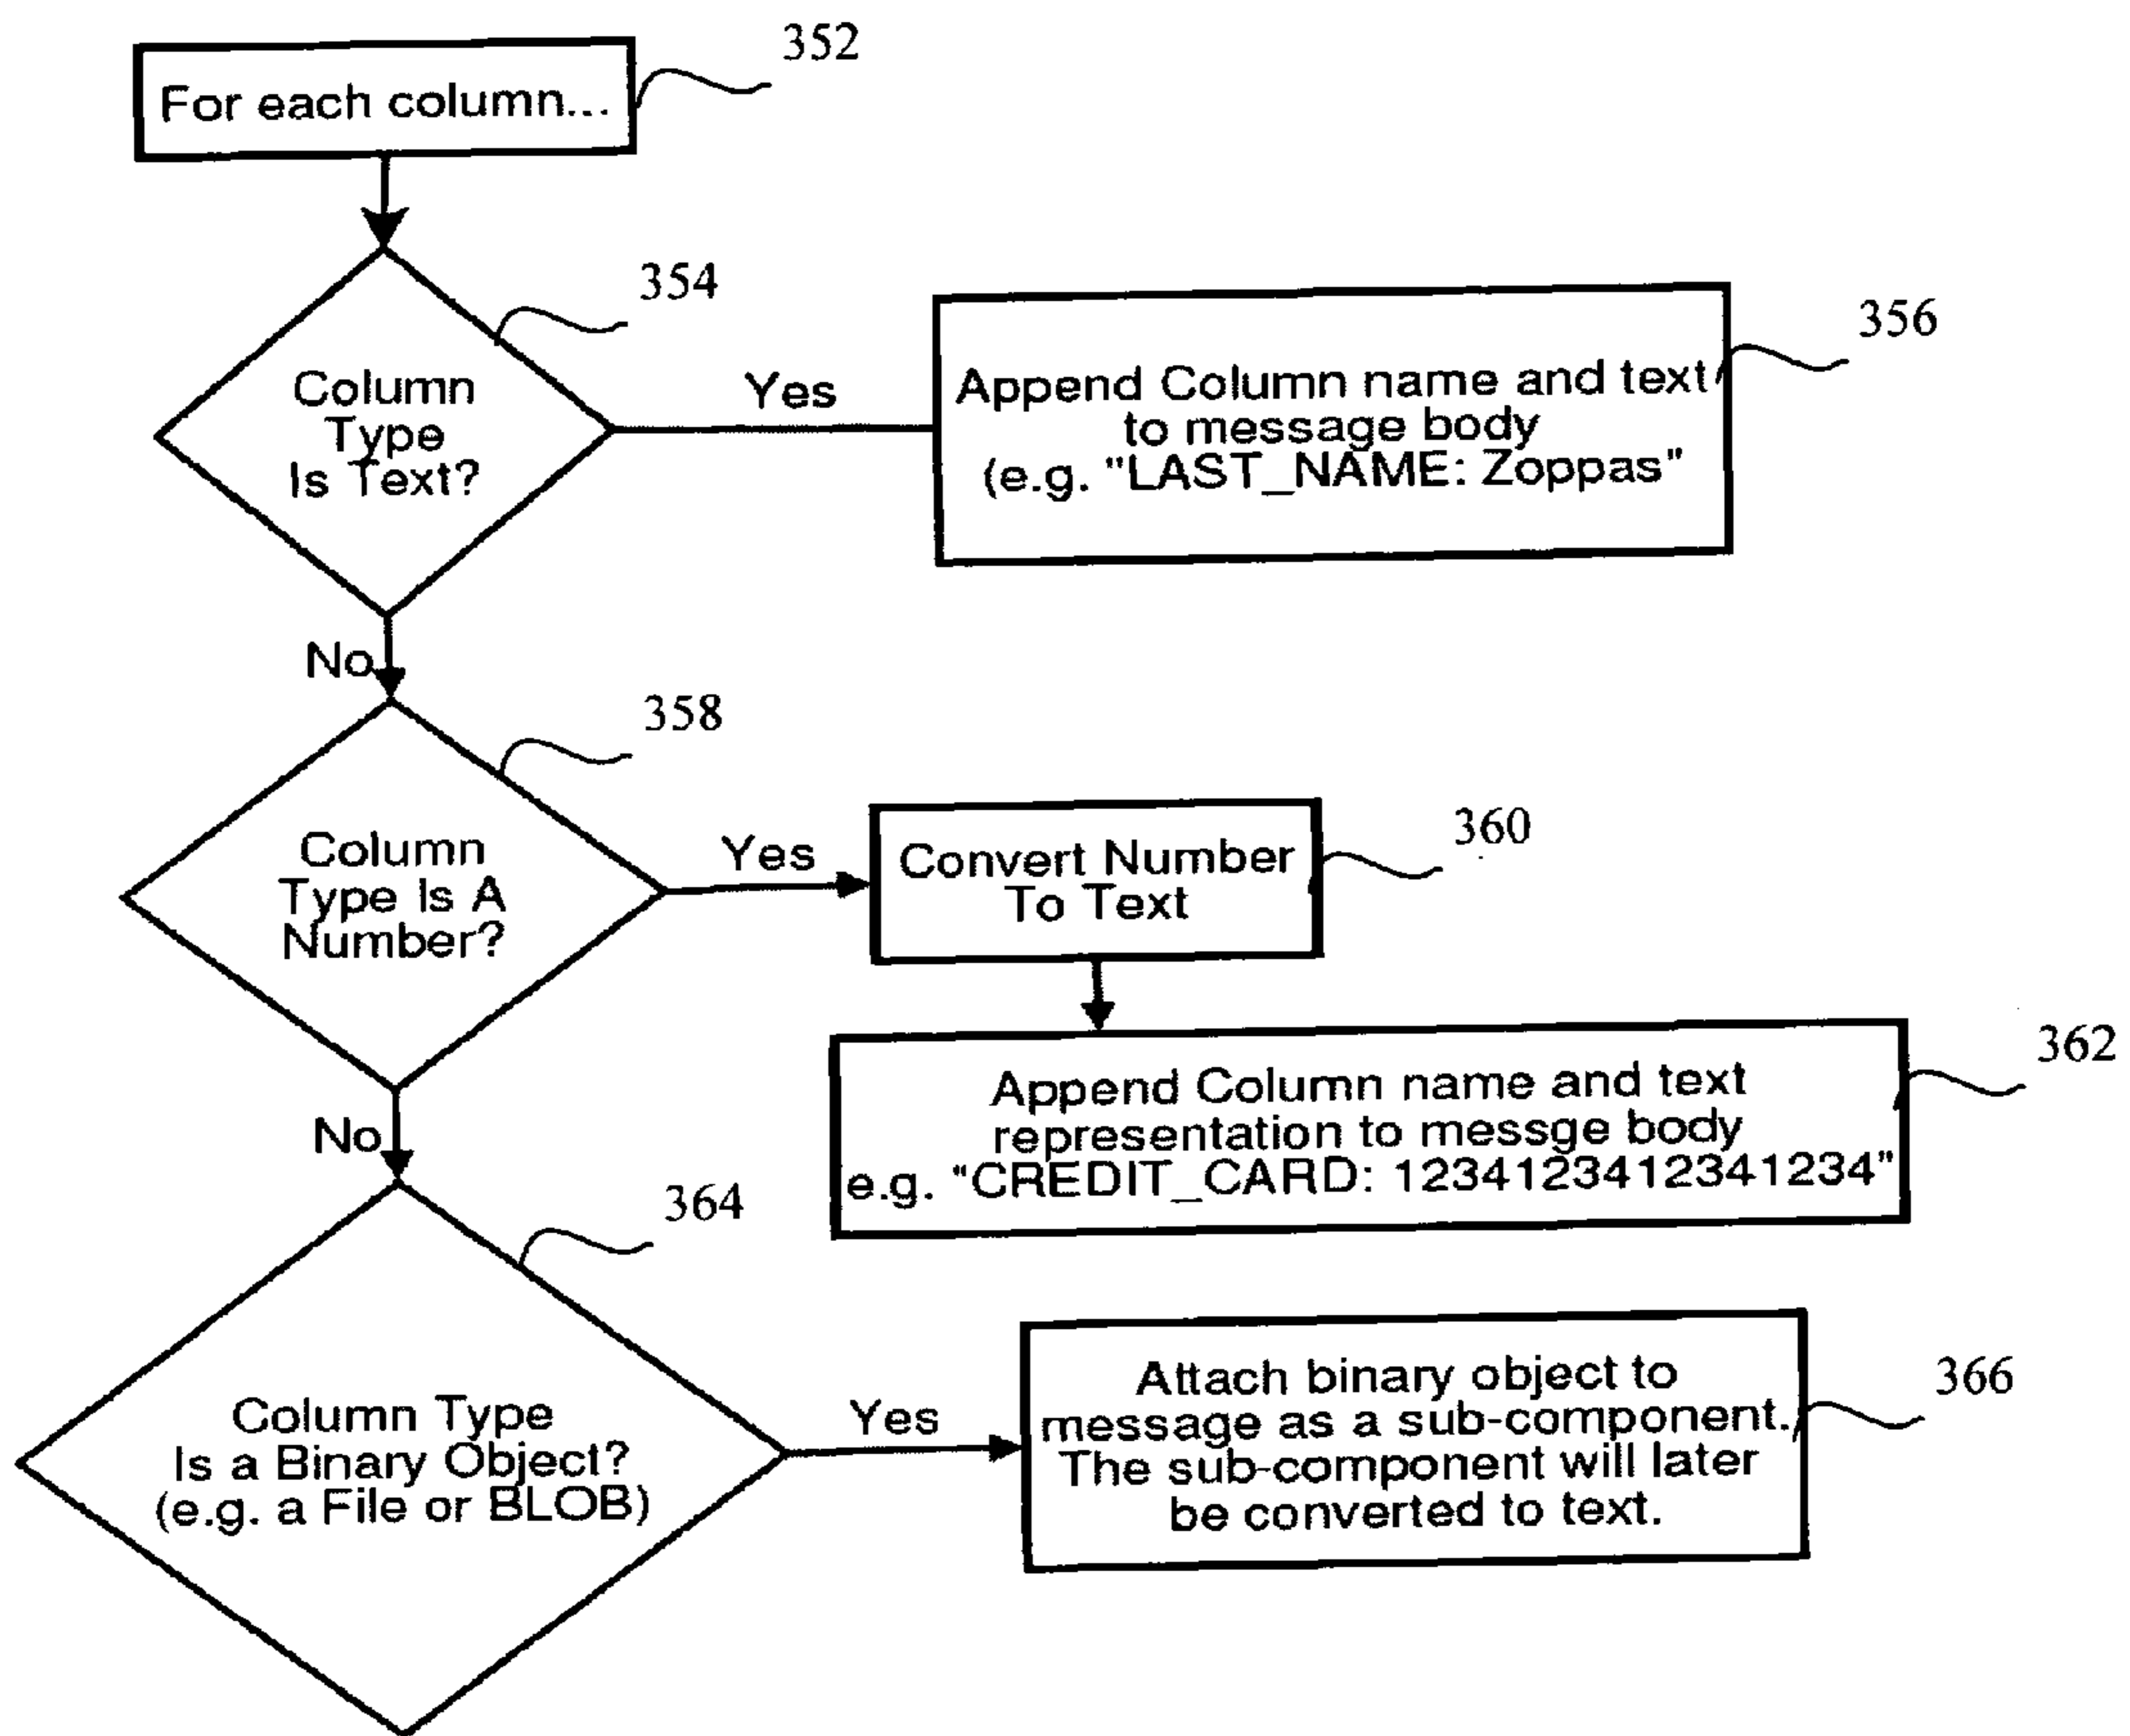 352
For each column...
354
Column
Type
Is Text?
Yes
356
Append Column name and text
to message body
(e.g. "LAST_NAME: Zoppas"
No
358
Column
Type Is A
Number?
Yes
360
Convert Number
To Text
362
Append Column name and text
representation to messge body
e.g. "CREDIT_CARD: 1234123412341234"
No
364
Column Type
Is a Binary Object?
(e.g. a File or BLOB)
Yes
366
Attach binary object to
message as a sub-component.
The sub-component will later
be converted to text.